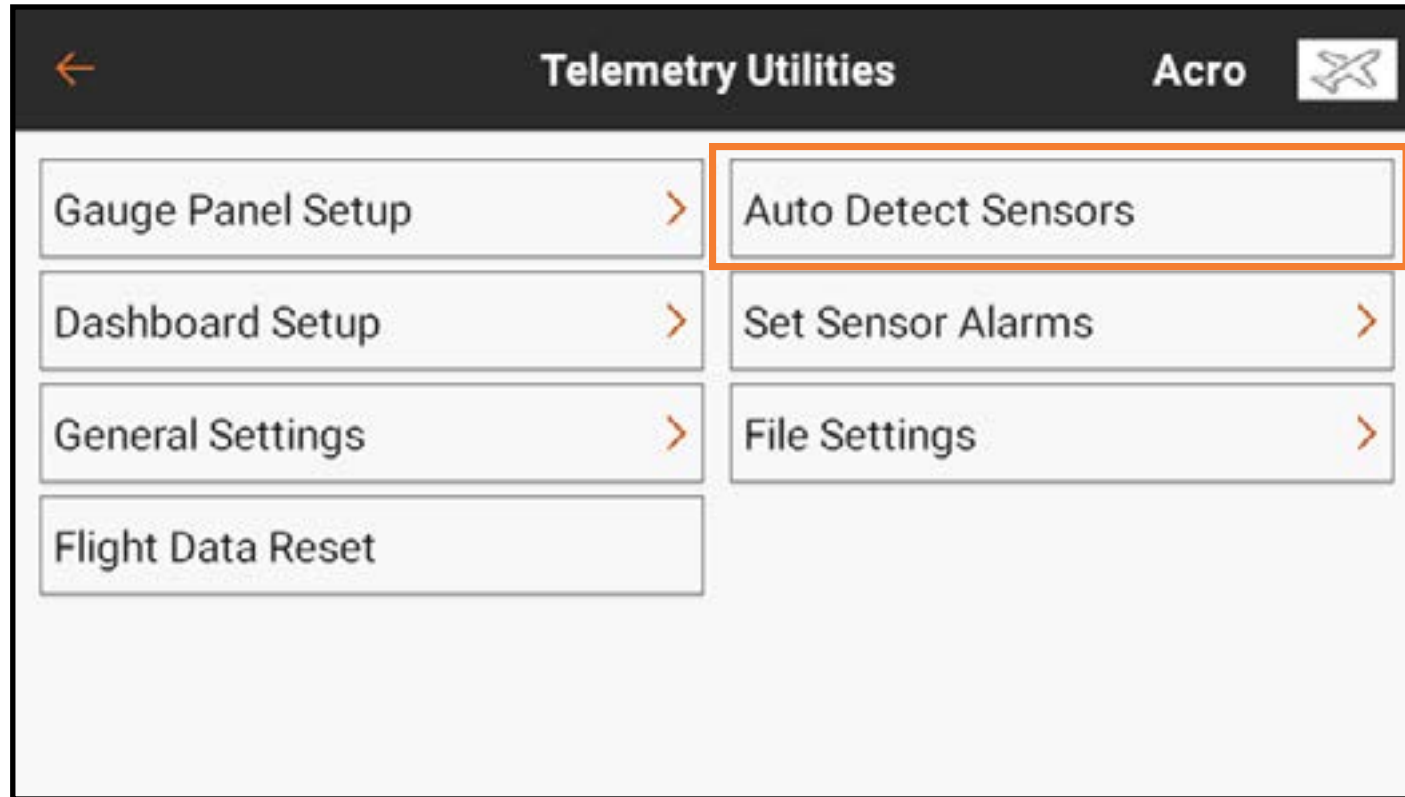 Telemetry Utilities
Acro
Gauge Panel Setup
Auto Detect Sensors
Dashboard Setup
Set Sensor Alarms
General Settings
File Settings
Flight Data Reset